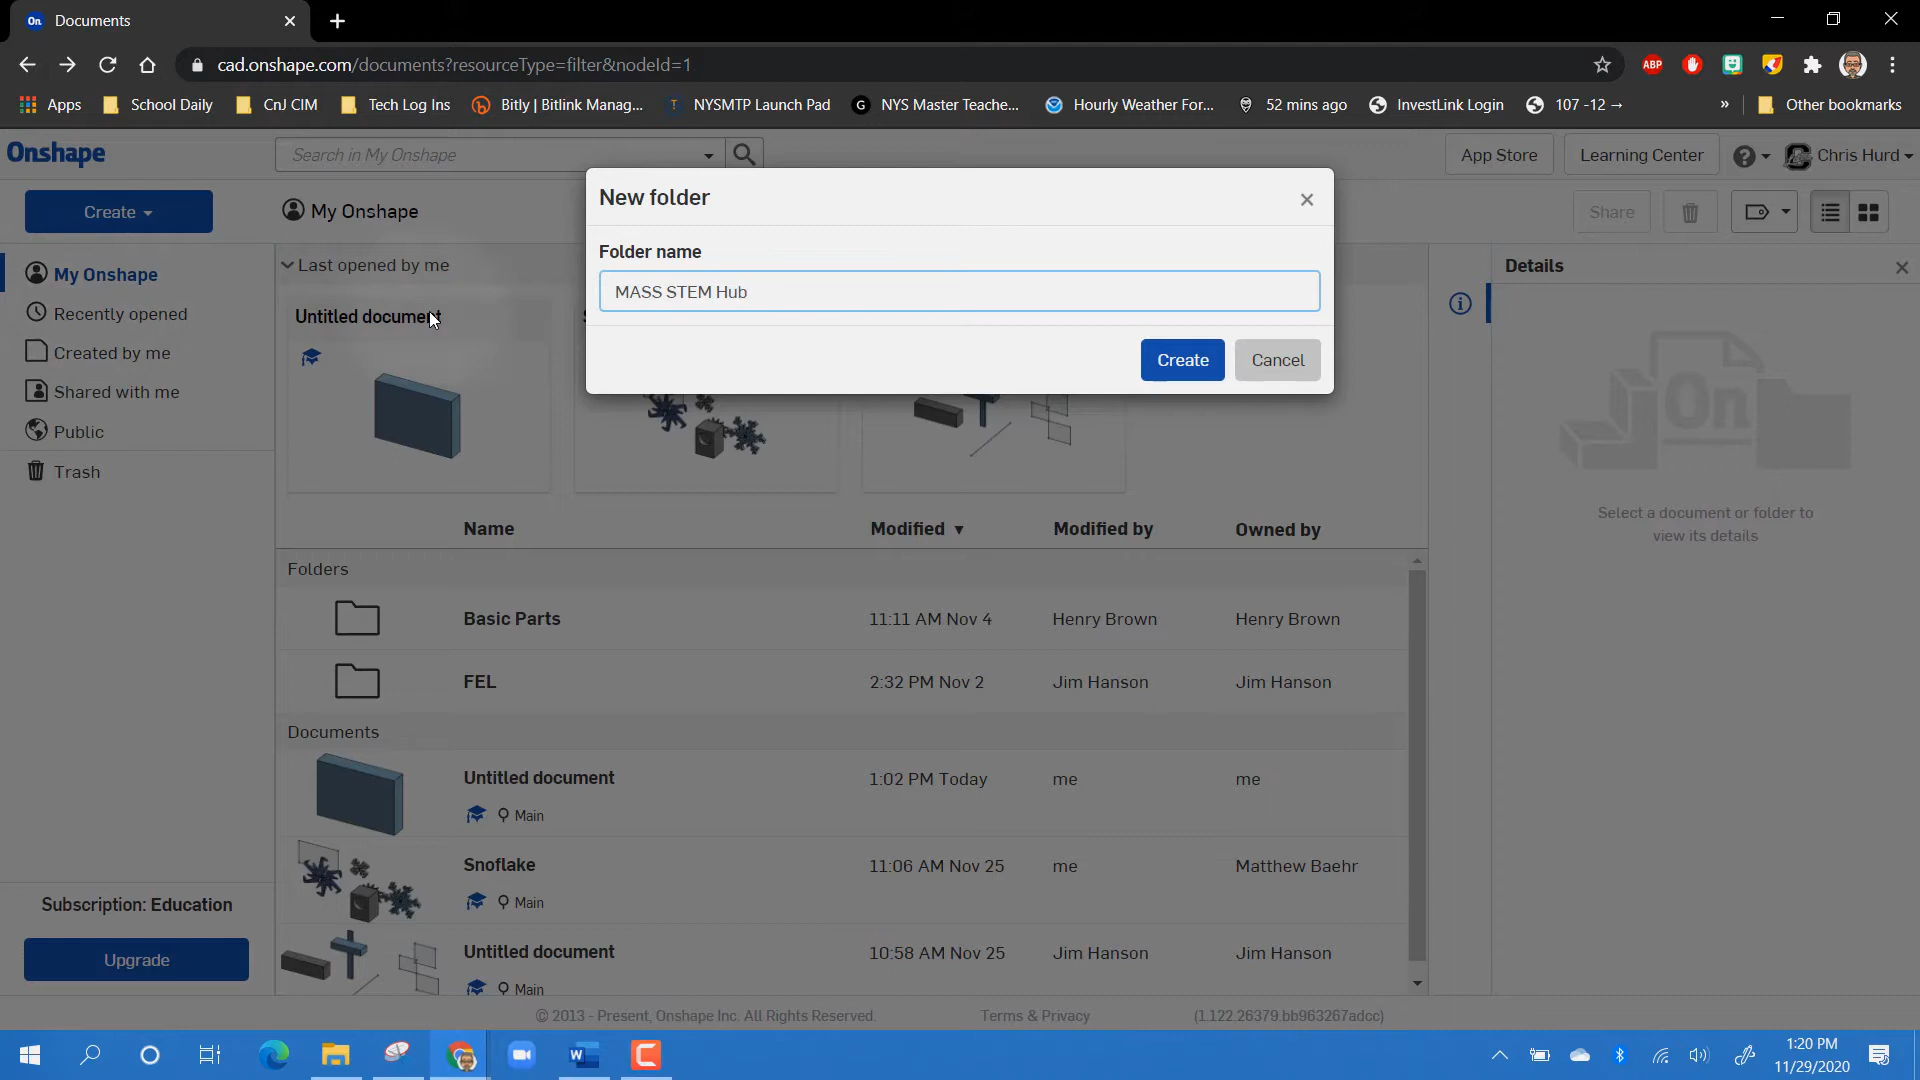 On Documents
cad.onshape.com/documents?resourceType=filter&nodeId=1
ABP
Apps School Daily CnJ CIM Tech Log Ins Bitly | Bitlink Manag... NYSMTP Launch Pad NYS Master Teache... Hourly Weather For... 52 mins ago InvestLink Login 107 -12 → » Other bookmarks
Onshape
Search in My Onshape
App Store
Learning Center
Chris Hurd
Create
My Onshape
Share
New folder
Folder name
MASS STEM Hub
Create
Cancel
My Onshape
Recently opened
Created by me
Shared with me
Public
Trash
Last opened by me
Untitled document
Details
On
Select a document or folder to
view its details
Name Modified Modified by Owned by
Folders
Basic Parts 11:11 AM Nov 4 Henry Brown Henry Brown
FEL 2:32 PM Nov 2 Jim Hanson Jim Hanson
Documents
Untitled document 1:02 PM Today me me
Main
Snoflake 11:06 AM Nov 25 me Matthew Baehr
Main
Untitled document 10:58 AM Nov 25 Jim Hanson Jim Hanson
Main
Subscription: Education
Upgrade
© 2013 - Present, Onshape Inc. All Rights Reserved. Terms & Privacy (1.122.26379.bb963267adcc)
1:20 PM
11/29/2020